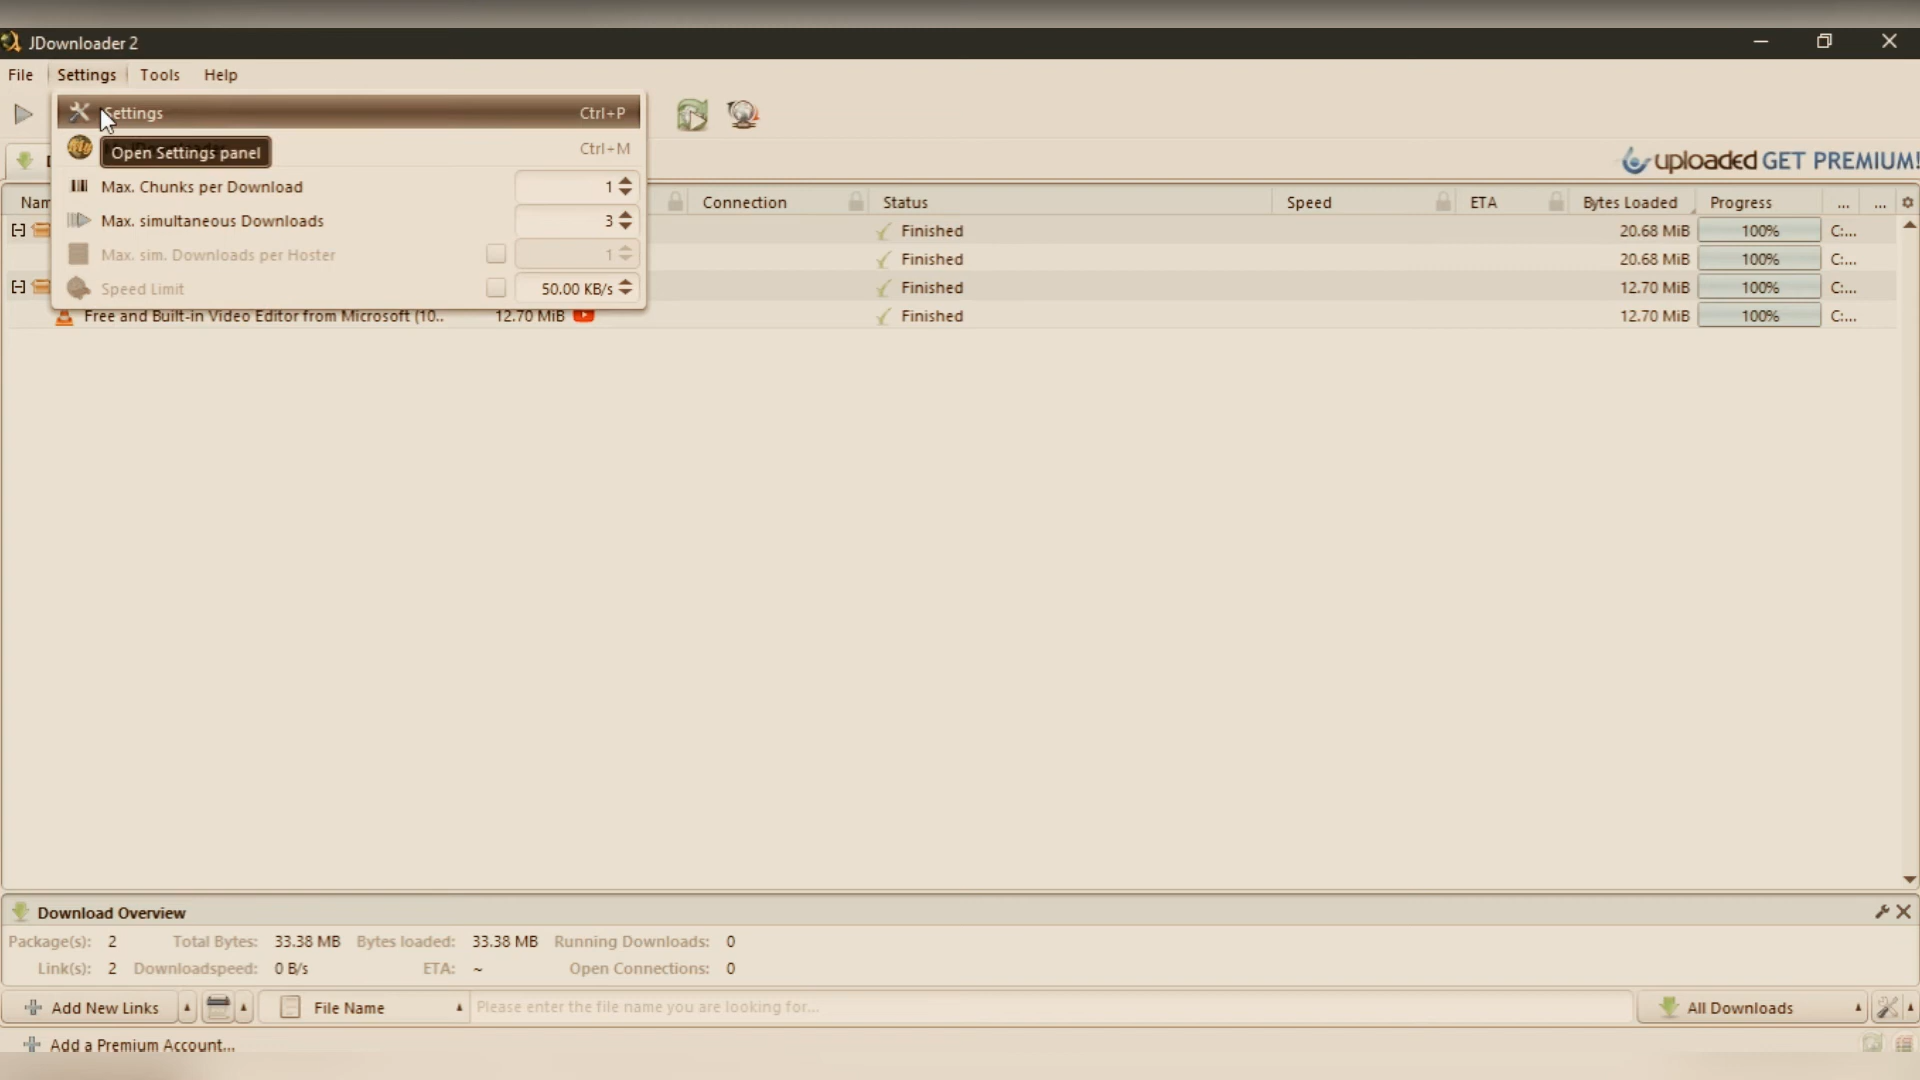 JDownloader 2
File Settings Tools Help
Settings Ctrl+P
Ctrl+M
Open Settings panel
uploaded GET PREMIUM!
Max. Chunks per Download 1
Max. simultaneous Downloads 3
Max. sim. Downloads per Hoster 1
Speed Limit 50.00 KB/s
Connection Status Speed ETA Bytes Loaded Progress ... ...
[-] Finished 20.68 MiB 100% C:...
Finished 20.68 MiB 100% C:...
[-] Finished 12.70 MiB 100% C:...
Free and Built-in Video Editor from Microsoft (10.. 12.70 MiB Finished 12.70 MiB 100% C:...
Download Overview
Package(s): 2 Total Bytes: 33.38 MB Bytes loaded: 33.38 MB Running Downloads: 0
Link(s): 2 Downloadspeed: 0 B/s ETA: ~ Open Connections: 0
Add New Links File Name Please enter the file name you are looking for... All Downloads
Add a Premium Account...